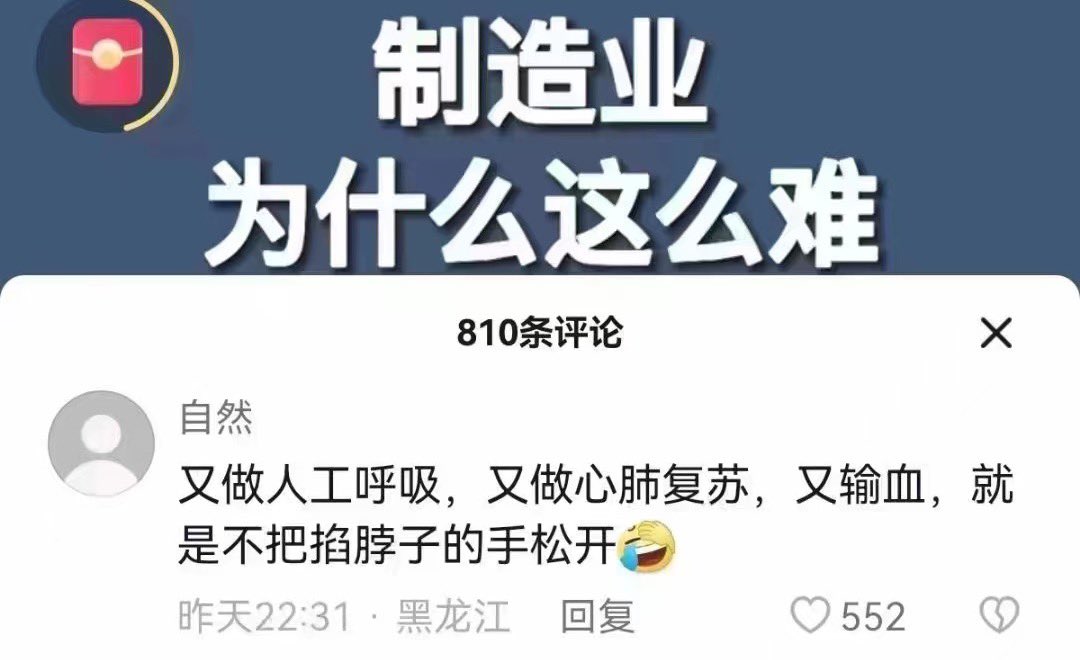 制造业
为什么这么难
810条评论
自然
又做人工呼吸，又做心肺复苏，又输血，就
是不把掐脖子的手松开🤣
昨天22:31 · 黑龙江 回复 552